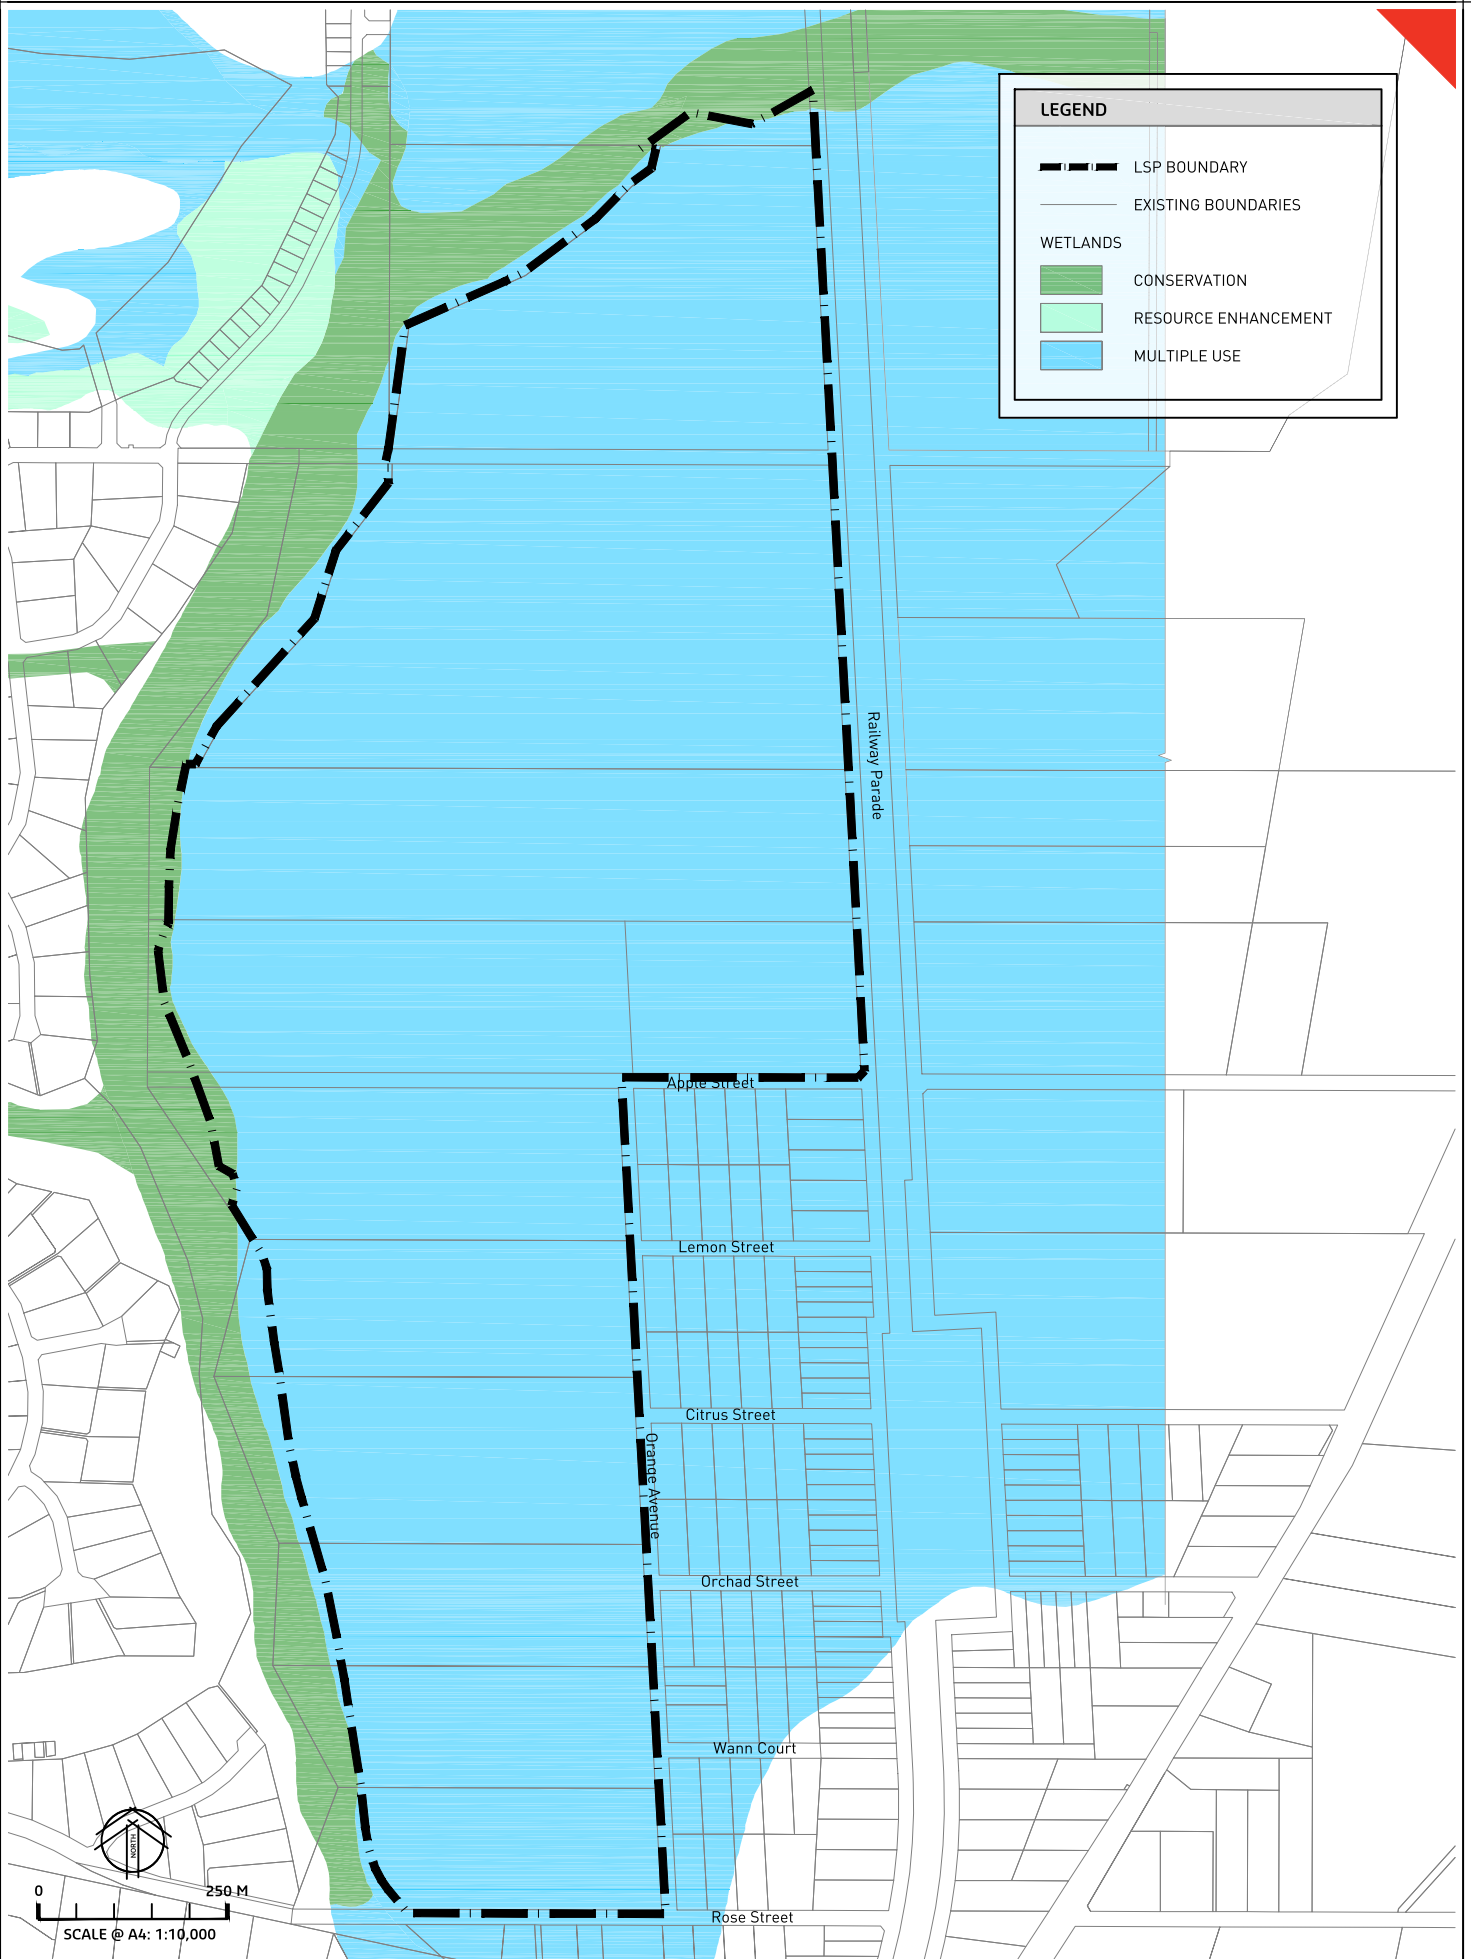 LEGEND
LSP BOUNDARY
EXISTING BOUNDARIES
WETLANDS
CONSERVATION
RESOURCE ENHANCEMENT
MULTIPLE USE
Railway Parade
Apple Street
Lemon Street
Citrus Street
Orange Avenue
Orchad Street
Wann Court
Rose Street
NORTH
0 250 M
SCALE @ A4: 1:10,000